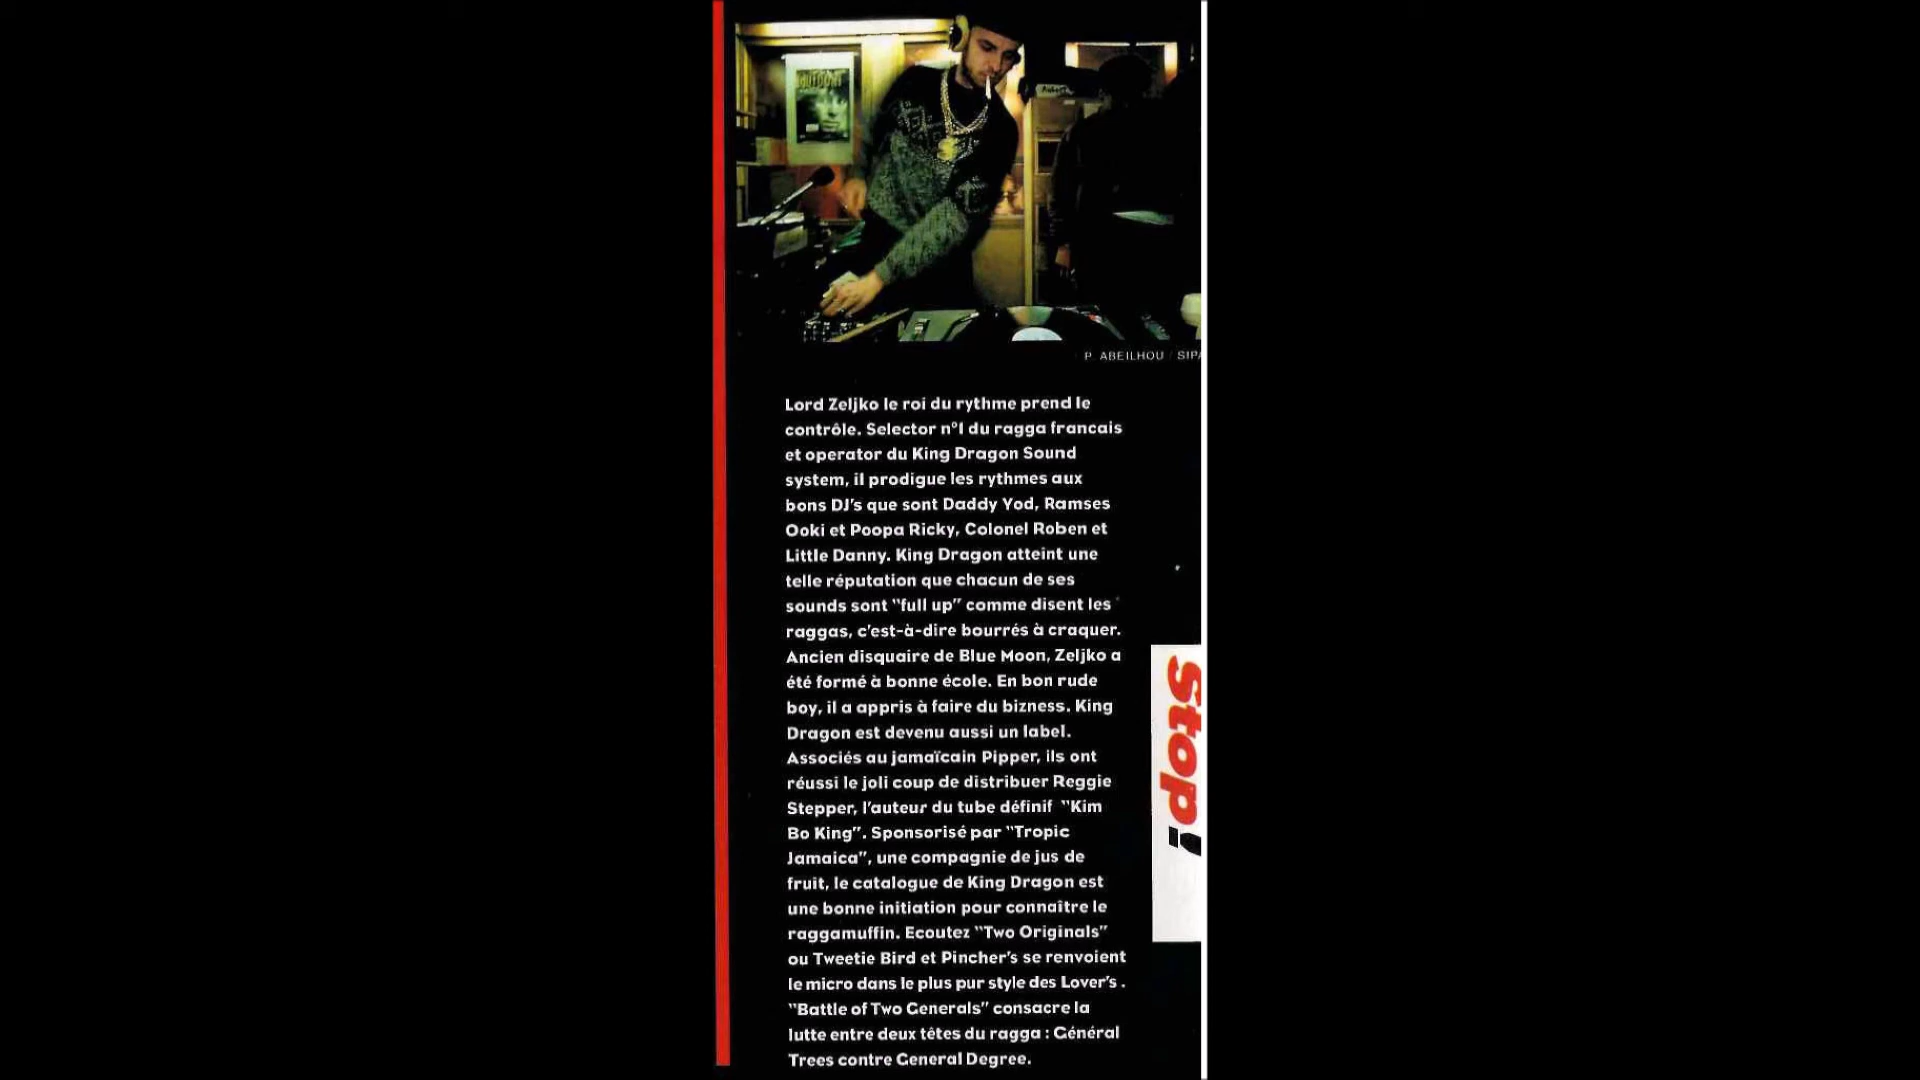 P. ABEILHOU / SIPA
Lord Zeljko le roi du rythme prend le
contrôle. Selector n°1 du ragga francais
et operator du King Dragon Sound
system, il prodigue les rythmes aux
bons DJ's que sont Daddy Yod, Ramses
Ooki et Poopa Ricky, Colonel Roben et
Little Danny. King Dragon atteint une
telle réputation que chacun de ses
sounds sont "full up" comme disent les
raggas, c'est-à-dire bourrés à craquer.
Ancien disquaire de Blue Moon, Zeljko a
été formé à bonne école. En bon rude
boy, il a appris à faire du bizness. King
Dragon est devenu aussi un label.
Associés au jamaïcain Pipper, ils ont
réussi le joli coup de distribuer Reggie
Stepper, l'auteur du tube définif "Kim
Bo King". Sponsorisé par "Tropic
Jamaica", une compagnie de jus de
fruit, le catalogue de King Dragon est
une bonne initiation pour connaître le
raggamuffin. Ecoutez "Two Originals"
ou Tweetie Bird et Pincher's se renvoient
le micro dans le plus pur style des Lover's .
"Battle of Two Generals" consacre la
lutte entre deux têtes du ragga : Général
Trees contre General Degree.
Stop!